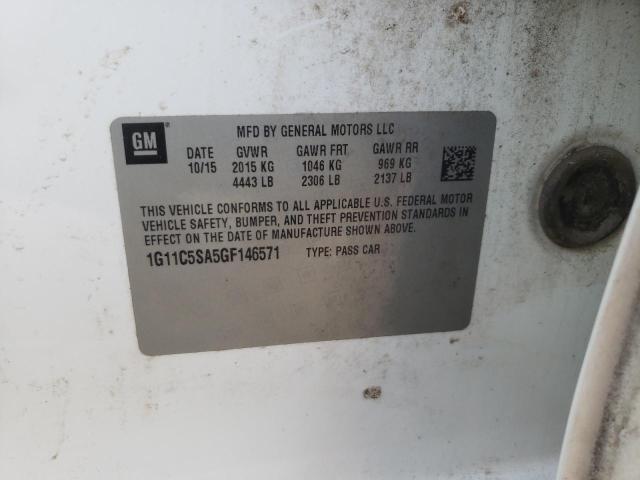 GM
MFD BY GENERAL MOTORS LLC
DATE GVWR GAWR FRT GAWR RR
10/15 2015 KG 1046 KG 969 KG
4443 LB 2306 LB 2137 LB
THIS VEHICLE CONFORMS TO ALL APPLICABLE U.S. FEDERAL MOTOR
VEHICLE SAFETY, BUMPER, AND THEFT PREVENTION STANDARDS IN
EFFECT ON THE DATE OF MANUFACTURE SHOWN ABOVE.
1G11C5SA5GF146571 TYPE: PASS CAR